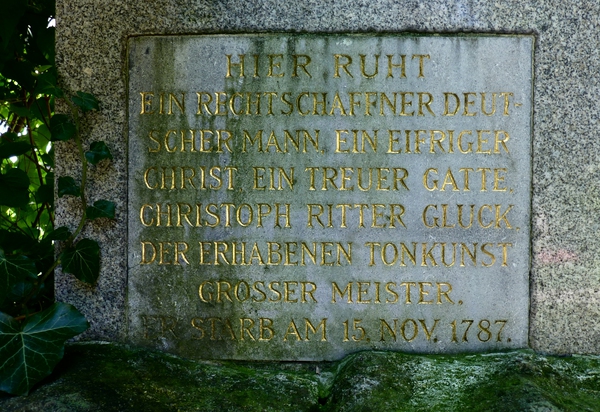 HIER RUHT
EIN RECHTSCHAFFNER DEUT-
SCHER MANN. EIN EIFRIGER
CHRIST. EIN TREUER GATTE.
CHRISTOPH RITTER GLUCK
DER ERHABENEN TONKUNST
GROSSER MEISTER.
ER STARB AM 15. NOV. 1787.